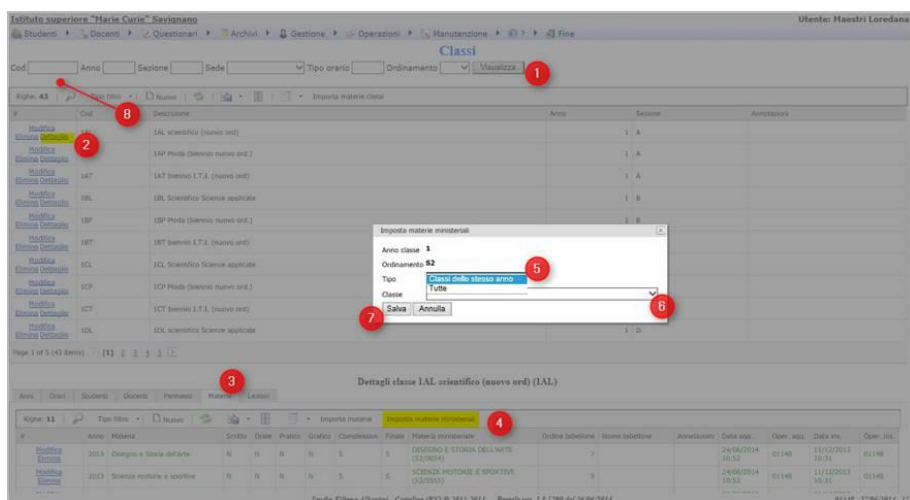 Istituto superiore "Marie Curie" Savignano Utente: Maestri Loredana
Studenti Docenti Questionari Archivi Gestione Operazioni Manutenzione ? Fine
Classi
Cod Anno Sezione Sede Tipo orario Ordinamento Visualizza 1
Righe: 43 Tipo filtro Nuovo Imposta materie classi
8
# Cod Descrizione Anno Sezione Annotazioni
Modifica
Elimina Dettaglio 1AL 1AL scientifico (nuovo ord) 1 A
2
Modifica
Elimina Dettaglio 1AP 1AP Moda (biennio nuovo ord.) 1 A
Modifica
Elimina Dettaglio 1AT 1AT biennio I.T.I. (nuovo ord) 1 A
Modifica
Elimina Dettaglio 1BL 1BL Scientifico Scienze applicate 1 B
Modifica
Elimina Dettaglio 1BP 1BP Moda (biennio nuovo ord.) 1 B
Modifica
Elimina Dettaglio 1BT 1BT biennio I.T.I. (nuovo ord)
Modifica
Elimina Dettaglio 1CL 1CL Scientifico Scienze applicate
Modifica
Elimina Dettaglio 1CP 1CP Moda (biennio nuovo ord.)
Modifica
Elimina Dettaglio 1CT 1CT biennio I.T.I. (nuovo ord)
Modifica
Elimina Dettaglio 1DL 1DL scientifico Scienze applicate 1 D
Imposta materie ministeriali
Anno classe 1
Ordinamento S2
Tipo Classi dello stesso anno 5
Tutte
Classe 6
7 Salva Annulla
Page 1 of 5 (43 items) [1] 2 3 4 5
3
Dettagli classe 1AL scientifico (nuovo ord) (1AL)
Anni Orari Studenti Docenti Permessi Materie Lezioni
Righe: 11 Tipo filtro Nuovo Importa materie Imposta materie ministeriali 4
# Anno Materia Scritto Orale Pratico Grafico Complessivo Finale Materia ministeriale Ordine tabellone Nome tabellone Annotazioni Data agg. Oper. agg. Data ins. Oper. ins.
Modifica
Elimina 2013 Disegno e Storia dell'Arte N N N N S S DISEGNO E STORIA DELL'ARTE 7 24/06/2014 10:52 01148 11/12/2013 10:31 01148
Modifica
Elimina 2013 Scienze motorie e sportive N N N N S S SCIENZE MOTORIE E SPORTIVE 9 24/06/2014 10:52 01148 11/12/2013 10:31 01148